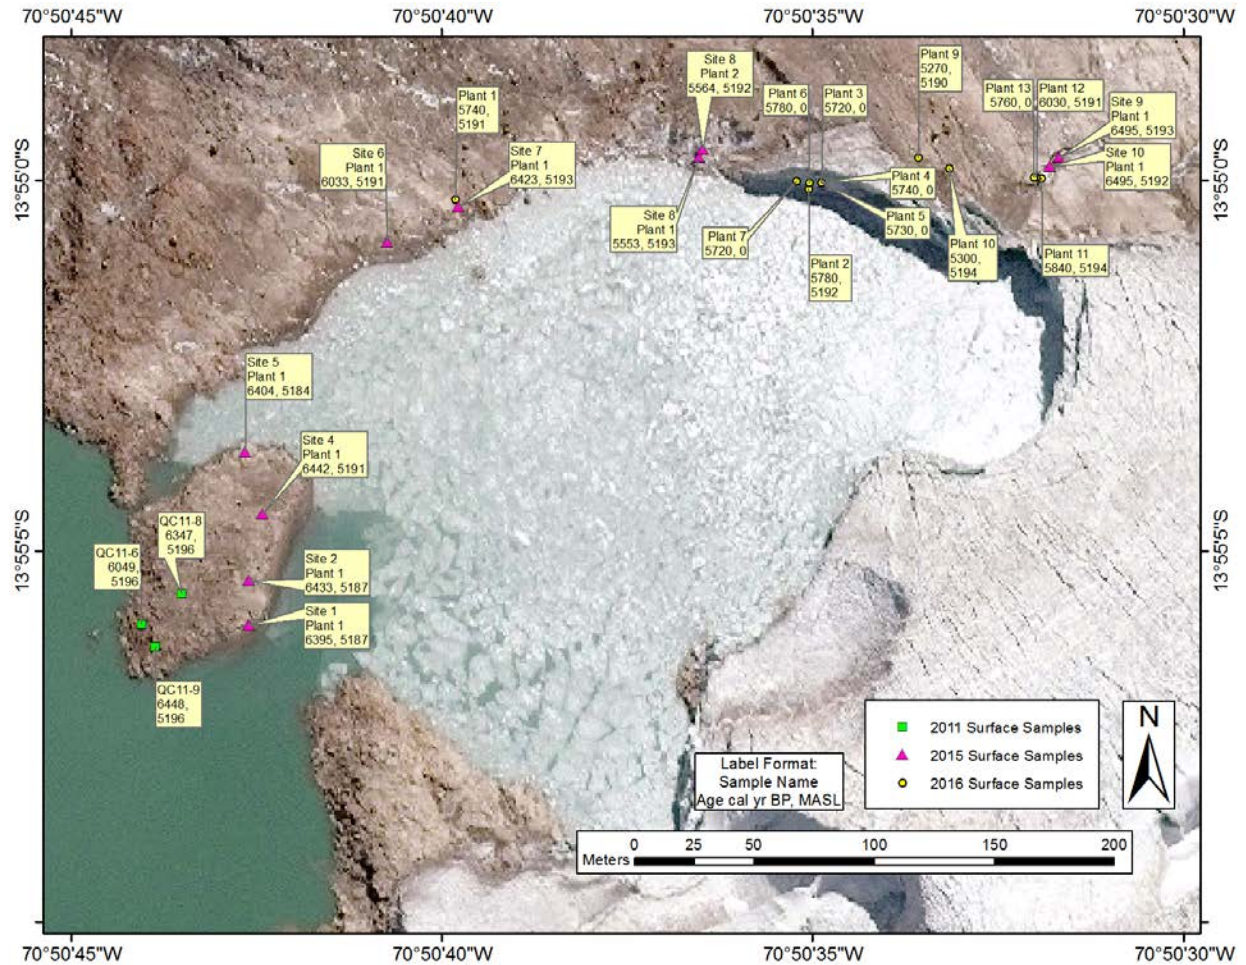 70°50'45"W 70°50'40"W 70°50'35"W 70°50'30"W
Plant 9
5270,
5190
Site 8
Plant 2
5564, 5192
Plant 6
5780, 0
Plant 3
5720, 0
Plant 13
5760, 0
Plant 12
6030, 5191
Site 9
Plant 1
6495, 5193
Plant 1
5740,
5191
Site 6
Plant 1
6033, 5191
Site 7
Plant 1
6423, 5193
Site 10
Plant 1
6495, 5192
13°55'0"S
13°55'0"S
Plant 4
5740, 0
Plant 5
5730, 0
Site 8
Plant 1
5553, 5193
Plant 7
5720, 0
Plant 2
5780,
5192
Plant 10
5300,
5194
Plant 11
5840, 5194
Site 5
Plant 1
6404, 5184
Site 4
Plant 1
6442, 5191
QC11-8
6347,
5196
QC11-6
6049,
5196
13°55'5"S
13°55'5"S
Site 2
Plant 1
6433, 5187
Site 1
Plant 1
6395, 5187
QC11-9
6448,
5196
2011 Surface Samples
2015 Surface Samples
2016 Surface Samples
N
Label Format:
Sample Name
Age cal yr BP, MASL
0 25 50 100 150 200
Meters
70°50'45"W 70°50'40"W 70°50'35"W 70°50'30"W